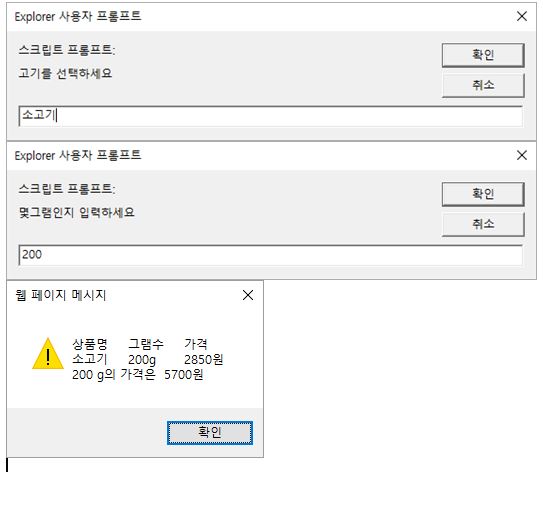 Explorer 사용자 프롬프트
스크립트 프롬프트:
확인
고기를 선택하세요
취소
소고기
Explorer 사용자 프롬프트
스크립트 프롬프트:
확인
몇그램인지 입력하세요
취소
200
웹 페이지 메시지
상품명 그램수 가격
소고기 200g 2850원
200 g의 가격은 5700원
확인